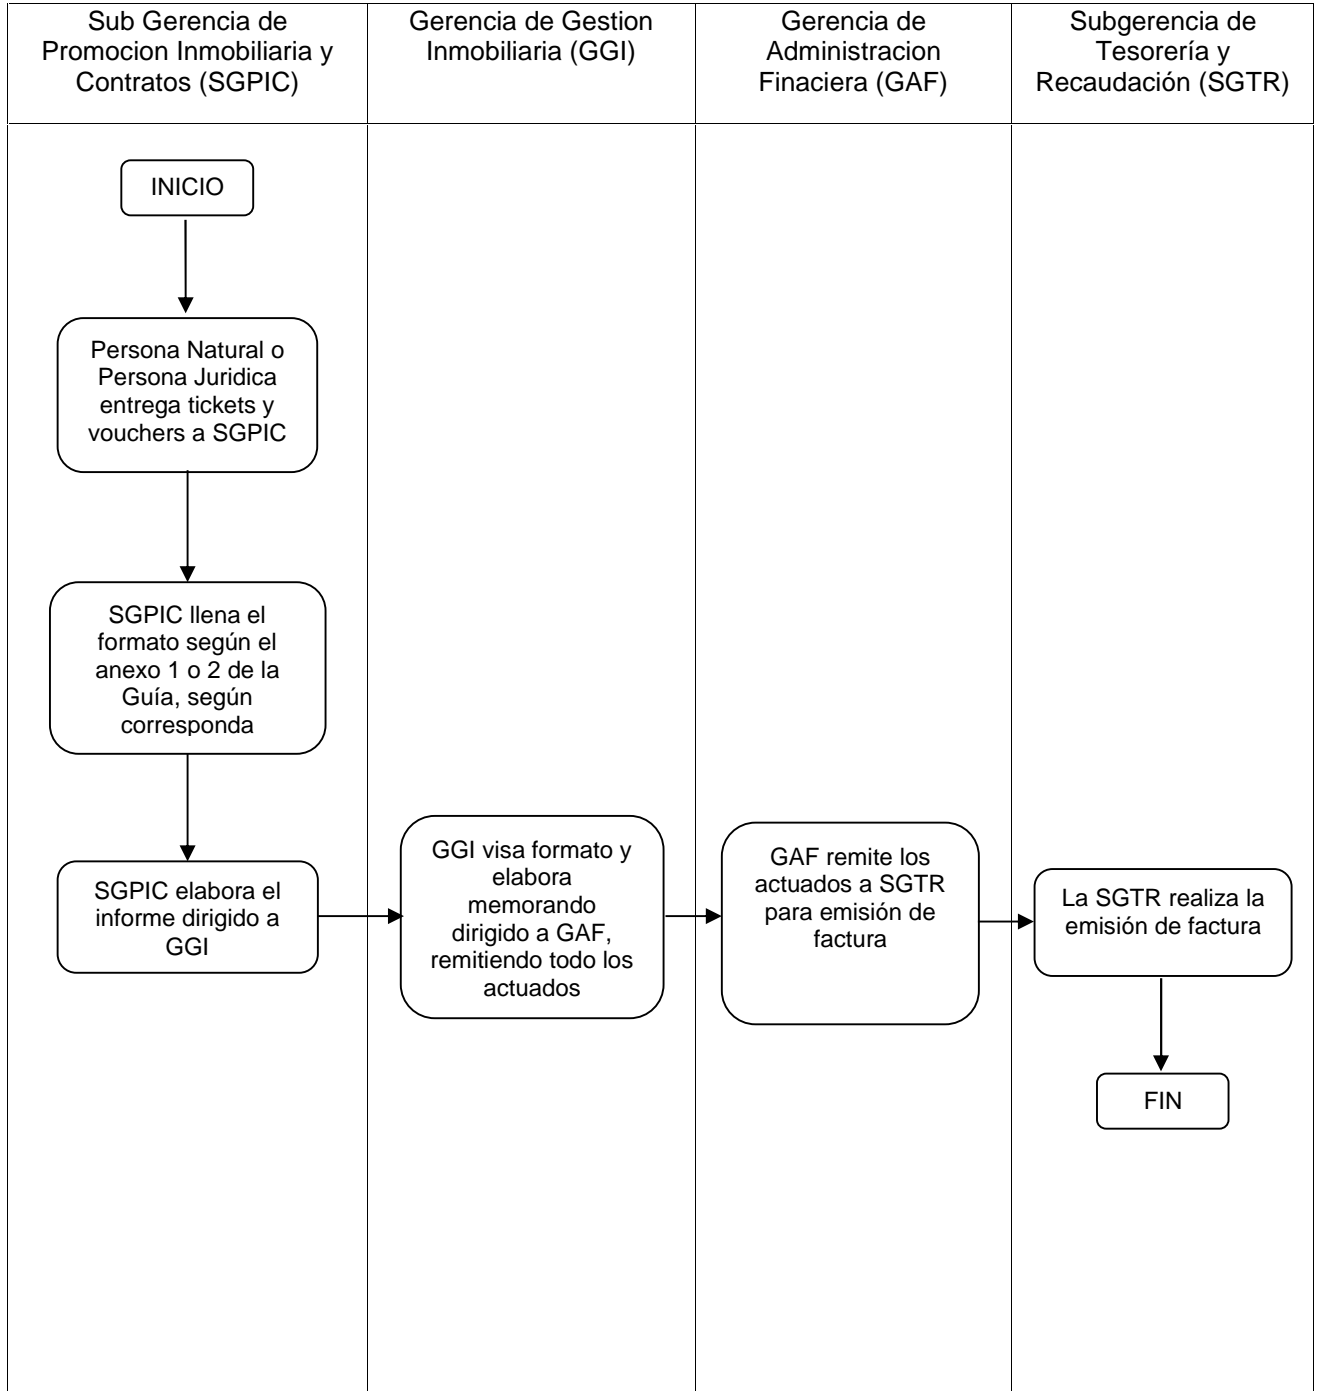 Sub Gerencia de
Promocion Inmobiliaria y
Contratos (SGPIC)
Gerencia de Gestion
Inmobiliaria (GGI)
Gerencia de
Administracion
Finaciera (GAF)
Subgerencia de
Tesorería y
Recaudación (SGTR)
INICIO
Persona Natural o
Persona Juridica
entrega tickets y
vouchers a SGPIC
SGPIC llena el
formato según el
anexo 1 o 2 de la
Guía, según
corresponda
SGPIC elabora el
informe dirigido a
GGI
GGI visa formato y
elabora
memorando
dirigido a GAF,
remitiendo todo los
actuados
GAF remite los
actuados a SGTR
para emisión de
factura
La SGTR realiza la
emisión de factura
FIN